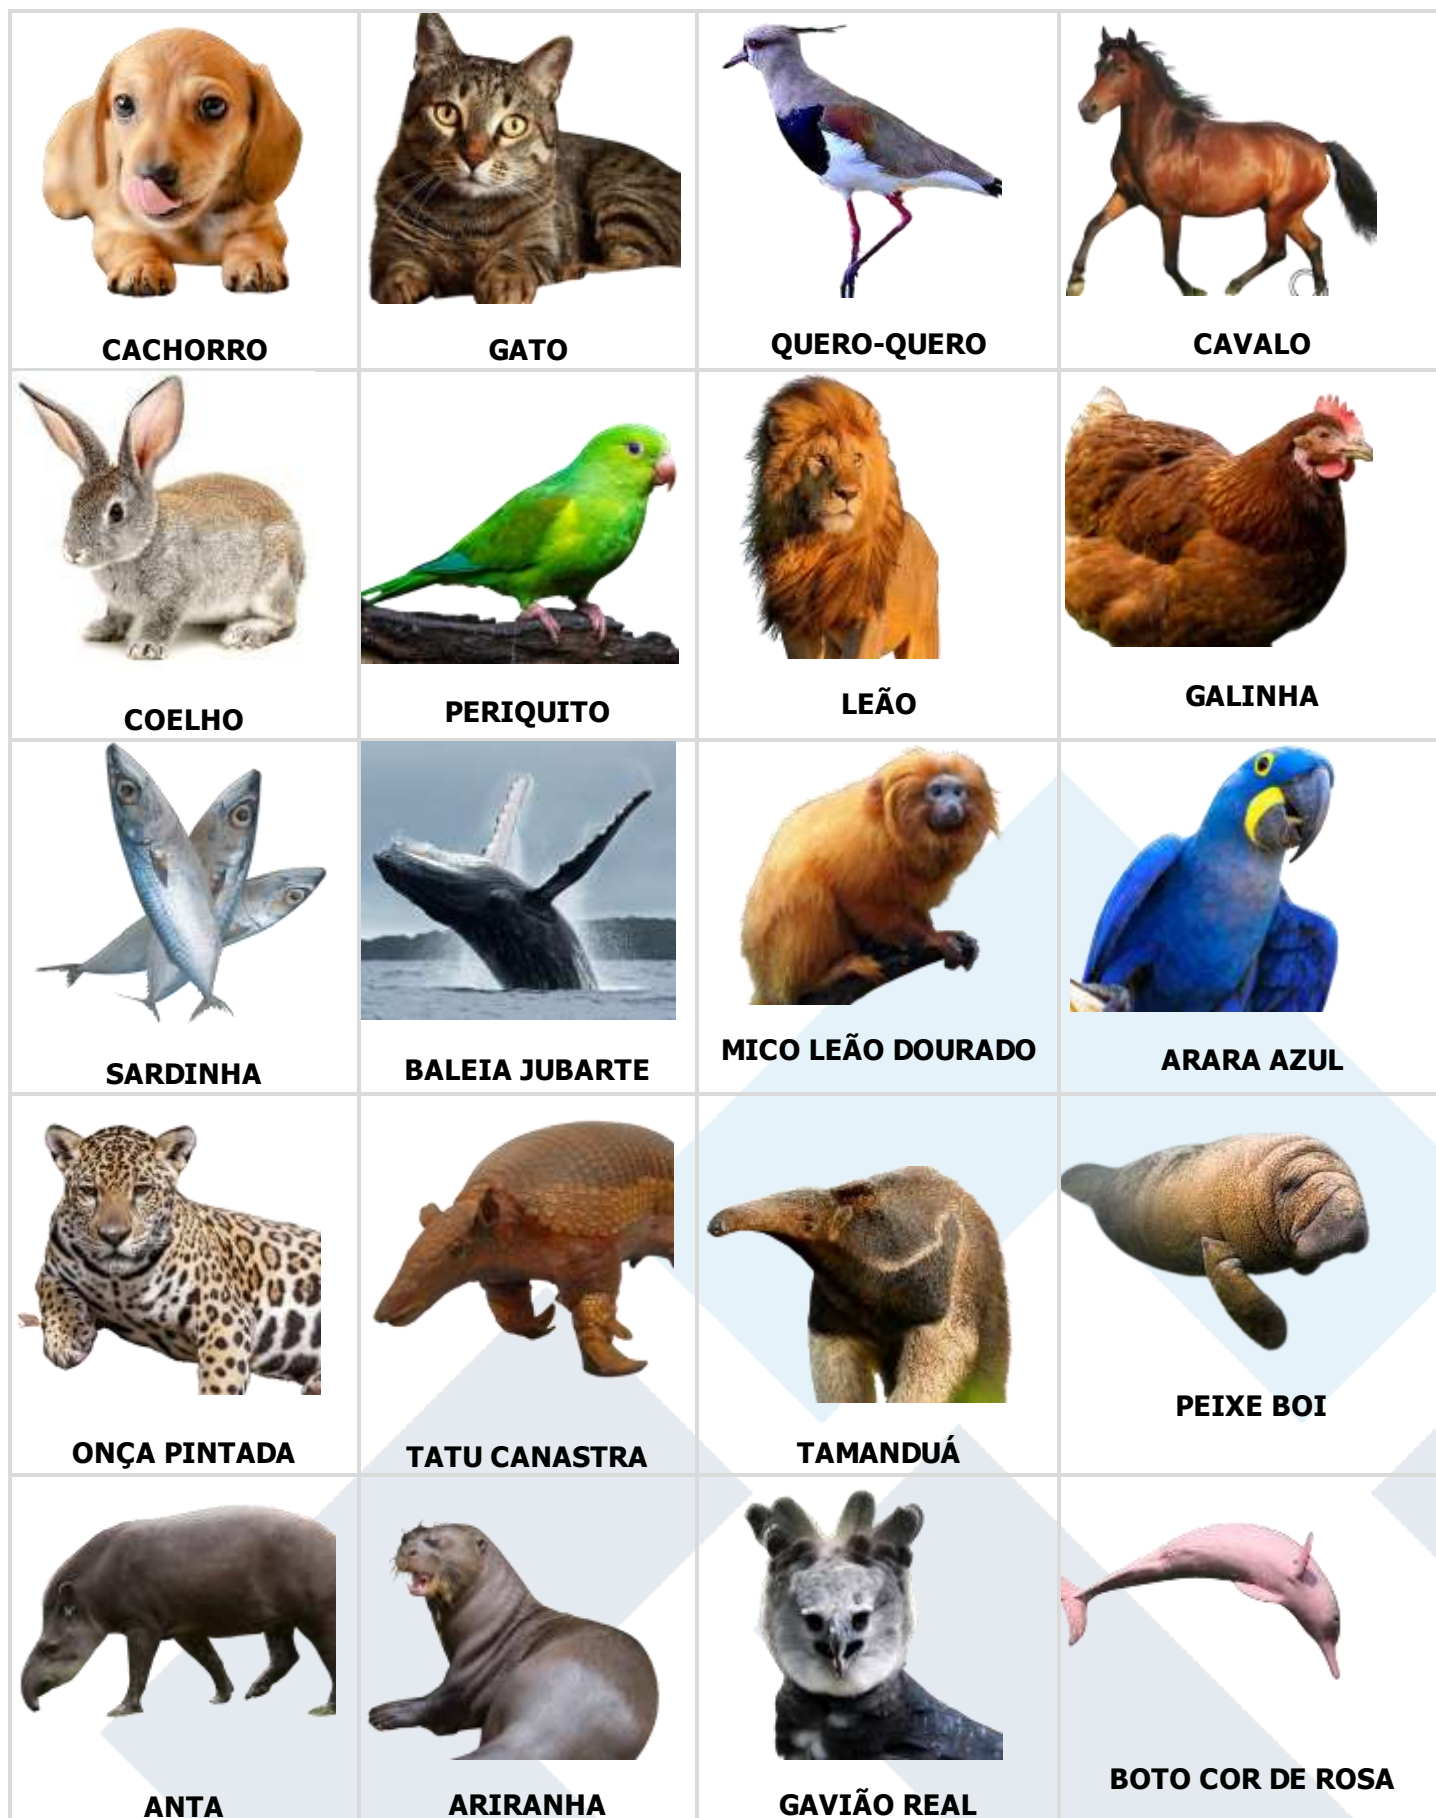 CACHORRO
GATO
QUERO-QUERO
CAVALO
COELHO
PERIQUITO
LEÃO
GALINHA
SARDINHA
BALEIA JUBARTE
MICO LEÃO DOURADO
ARARA AZUL
ONÇA PINTADA
TATU CANASTRA
TAMANDUÁ
PEIXE BOI
ANTA
ARIRANHA
GAVIÃO REAL
BOTO COR DE ROSA